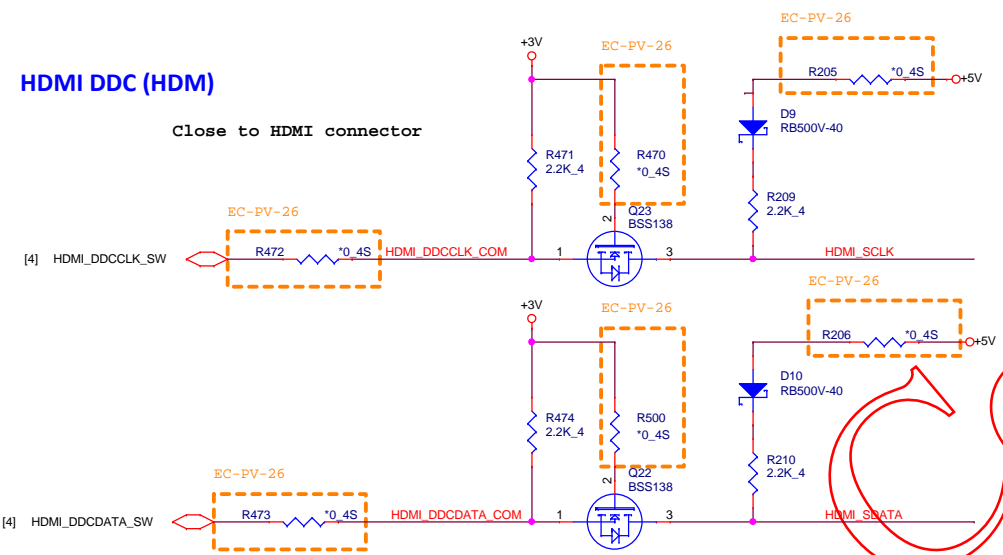 HDMI DDC (HDM)
Close to HDMI connector
+3V
EC-PV-26
EC-PV-26
R205
*0_4S
+5V
D9
RB500V-40
1
R471
2.2K_4
R470
*0_4S
R209
2.2K_4
EC-PV-26
2
Q23
BSS138
[4] HDMI_DDCCLK_SW
R472
*0_4S
HDMI_DDCCLK_COM
1
3
HDMI_SCLK
+3V
EC-PV-26
EC-PV-26
R206
*0_4S
+5V
D10
RB500V-40
R474
2.2K_4
R500
*0_4S
R210
2.2K_4
EC-PV-26
2
Q22
BSS138
[4] HDMI_DDCDATA_SW
R473
*0_4S
HDMI_DDCDATA_COM
1
3
HDMI_SDATA